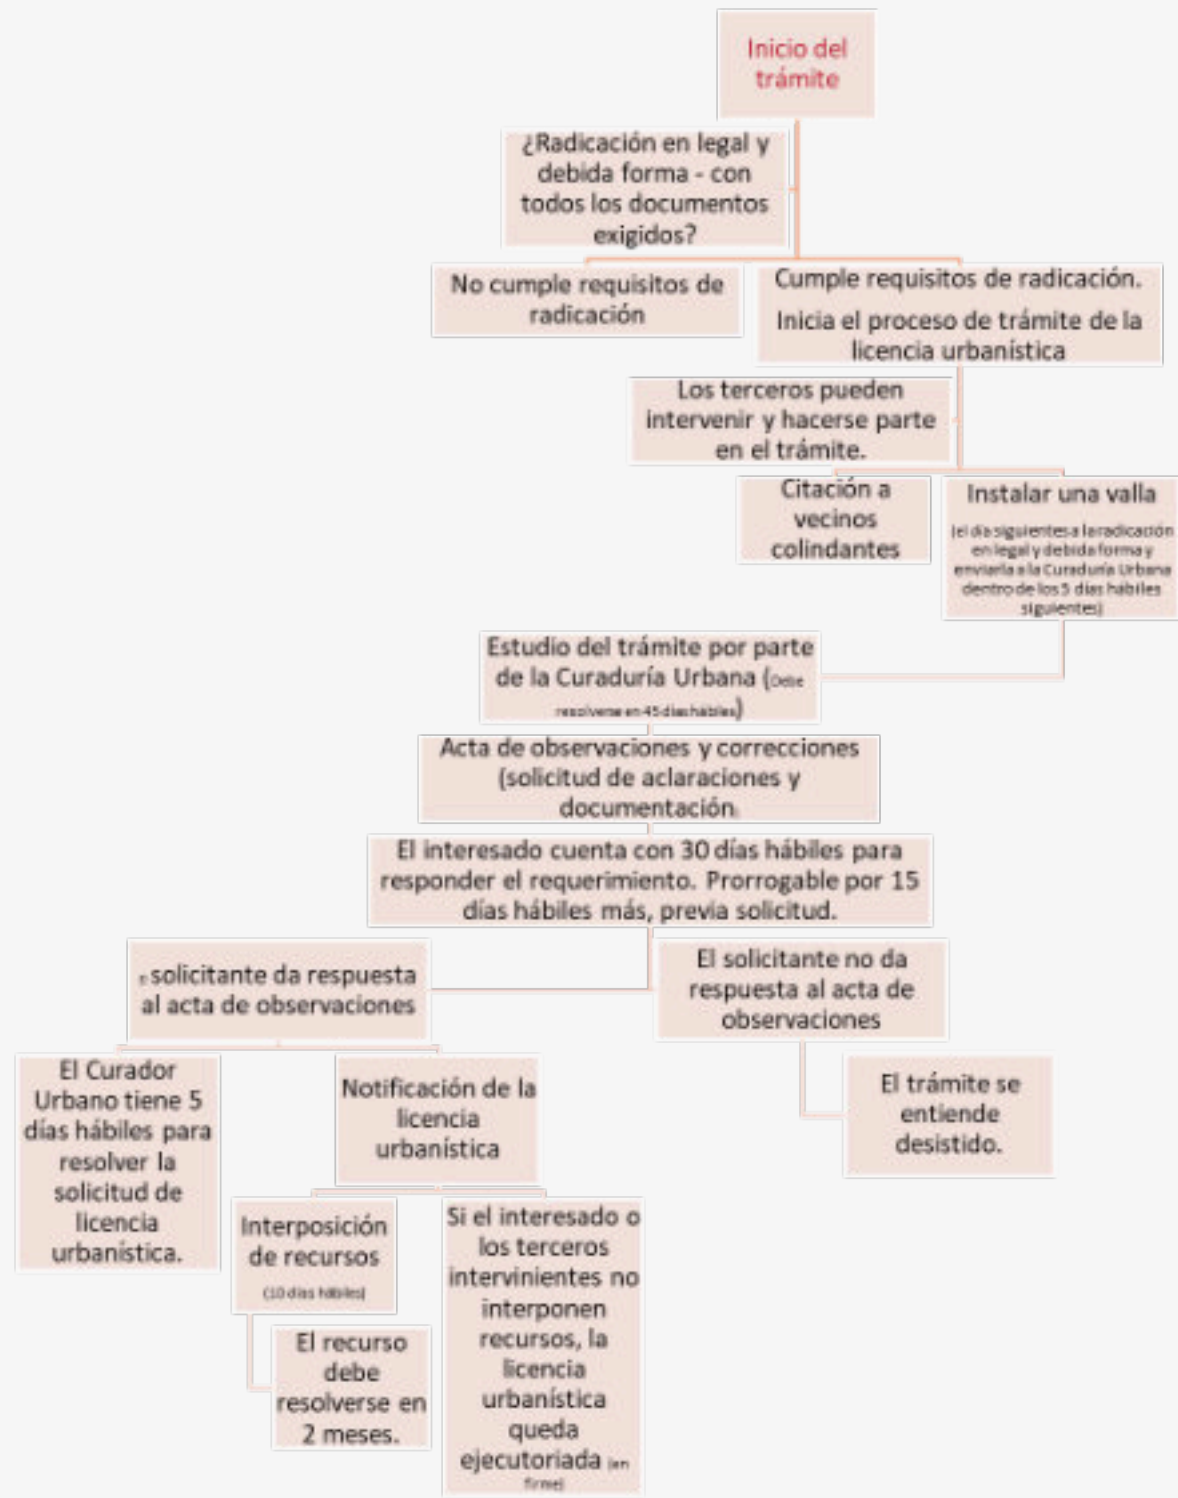 Inicio del
trámite
¿Radicación en legal y
debida forma - con
todos los documentos
exigidos?
No cumple requisitos de
radicación
Cumple requisitos de radicación.
Inicia el proceso de trámite de la
licencia urbanística
Los terceros pueden
intervenir y hacerse parte
en el trámite.
Citación a
vecinos
colindantes
Instalar una valla
(el día siguientes a la radicación
en legal y debida forma y
enviarla a la Curaduría Urbana
dentro de los 5 días hábiles
siguientes)
Estudio del trámite por parte
de la Curaduría Urbana (Debe
resolverse en 45 días hábiles)
Acta de observaciones y correcciones
(solicitud de aclaraciones y
documentación)
El interesado cuenta con 30 días hábiles para
responder el requerimiento. Prorrogable por 15
días hábiles más, previa solicitud.
El solicitante da respuesta
al acta de observaciones
El solicitante no da
respuesta al acta de
observaciones
El Curador
Urbano tiene 5
días hábiles para
resolver la
solicitud de
licencia
urbanística.
Notificación de la
licencia
urbanística
El trámite se
entiende
desistido.
Interposición
de recursos
(10 días hábiles)
El recurso
debe
resolverse en
2 meses.
Si el interesado o
los terceros
intervinientes no
interponen
recursos, la
licencia
urbanística
queda
ejecutoriada (en
firme)